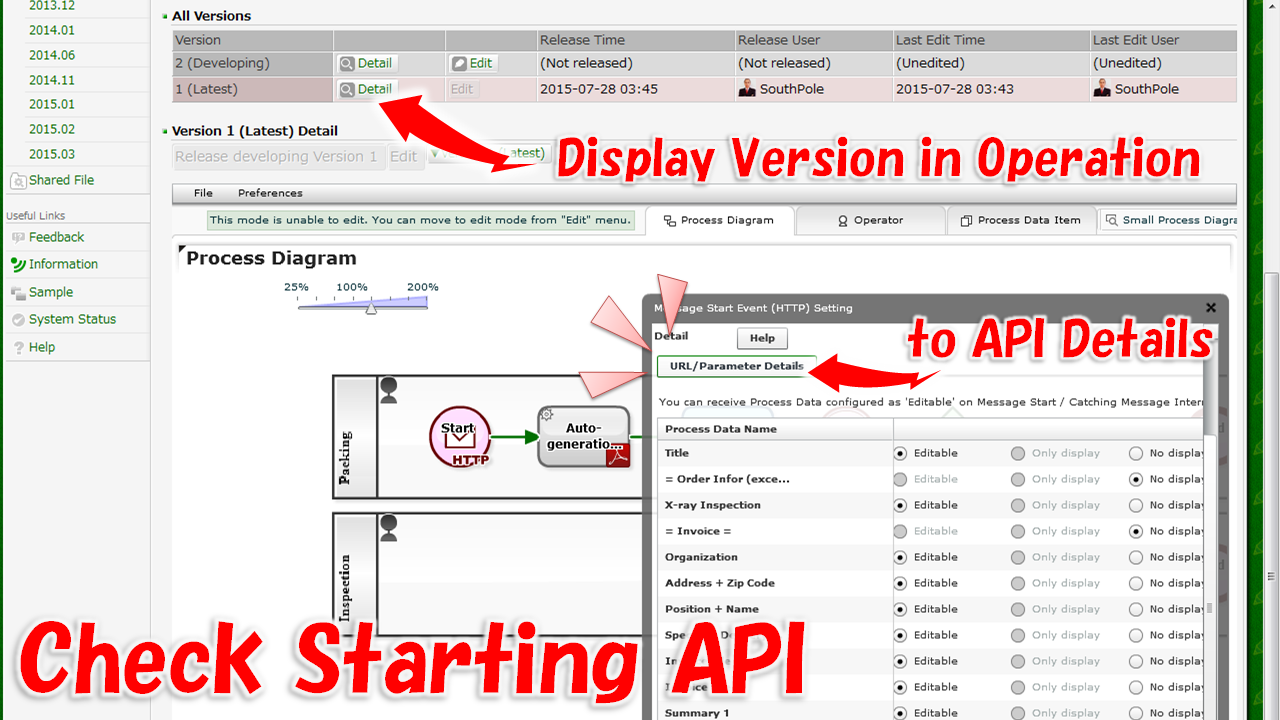 2013.12
2014.01
2014.06
2014.11
2015.01
2015.02
2015.03
Shared File
Useful Links
Feedback
Information
Sample
System Status
Help
All Versions
Version Release Time Release User Last Edit Time Last Edit User
2 (Developing) Detail Edit (Not released) (Not released) (Unedited) (Unedited)
1 (Latest) Detail Edit 2015-07-28 03:45 SouthPole 2015-07-28 03:43 SouthPole
Version 1 (Latest) Detail
Release developing Version 1 Edit
Display Version in Operation
File Preferences
This mode is unable to edit. You can move to edit mode from "Edit" menu.
Process Diagram Operator Process Data Item Small Process Diagra
Process Diagram
25% 100% 200%
Packing
Start
HTTP
Auto-
generatio...
Inspection
Message Start Event (HTTP) Setting
Detail Help
to API Details
URL/Parameter Details
You can receive Process Data configured as 'Editable' on Message Start / Catching Message Inter
Process Data Name
Title Editable Only display No display
= Order Infor (exce... Editable Only display No display
X-ray Inspection Editable Only display No display
= Invoice = Editable Only display No display
Organization Editable Only display No display
Address + Zip Code Editable Only display No display
Position + Name Editable Only display No display
Editable Only display No display
Editable Only display No display
Editable Only display No display
Summary 1 Editable Only display No display
Check Starting API